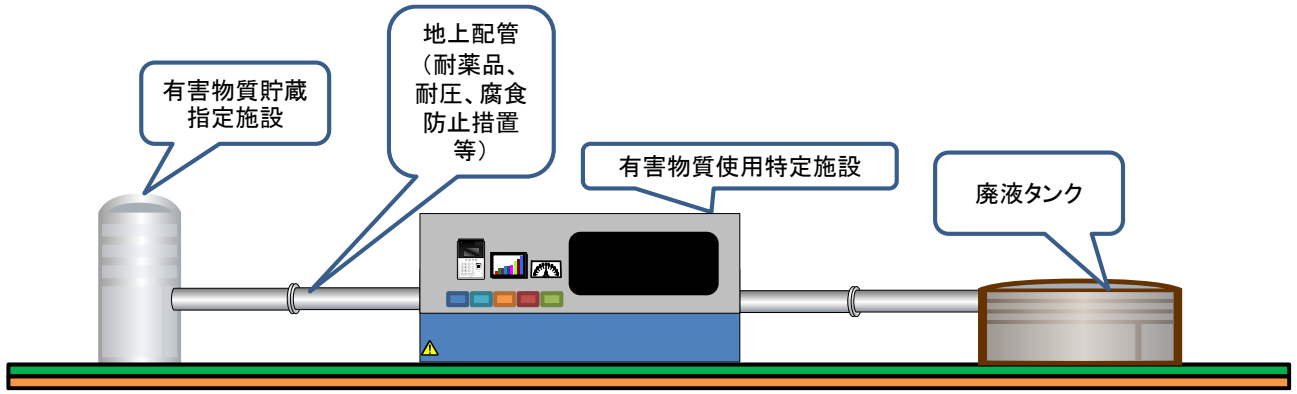 有害物質貯蔵
指定施設
地上配管
（耐薬品、
耐圧、腐食
防止措置
等）
有害物質使用特定施設
廃液タンク